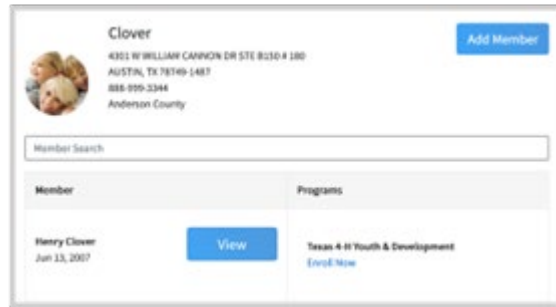 Clover
Add Member
4301 W WILLIAM CANNON DR STE B150 # 180
AUSTIN, TX 78749-1487
888-999-3344
Anderson County
Member Search
Member
Programs
Henry Clover
Jun 13, 2007
View
Texas 4-H Youth & Development
Enroll Now